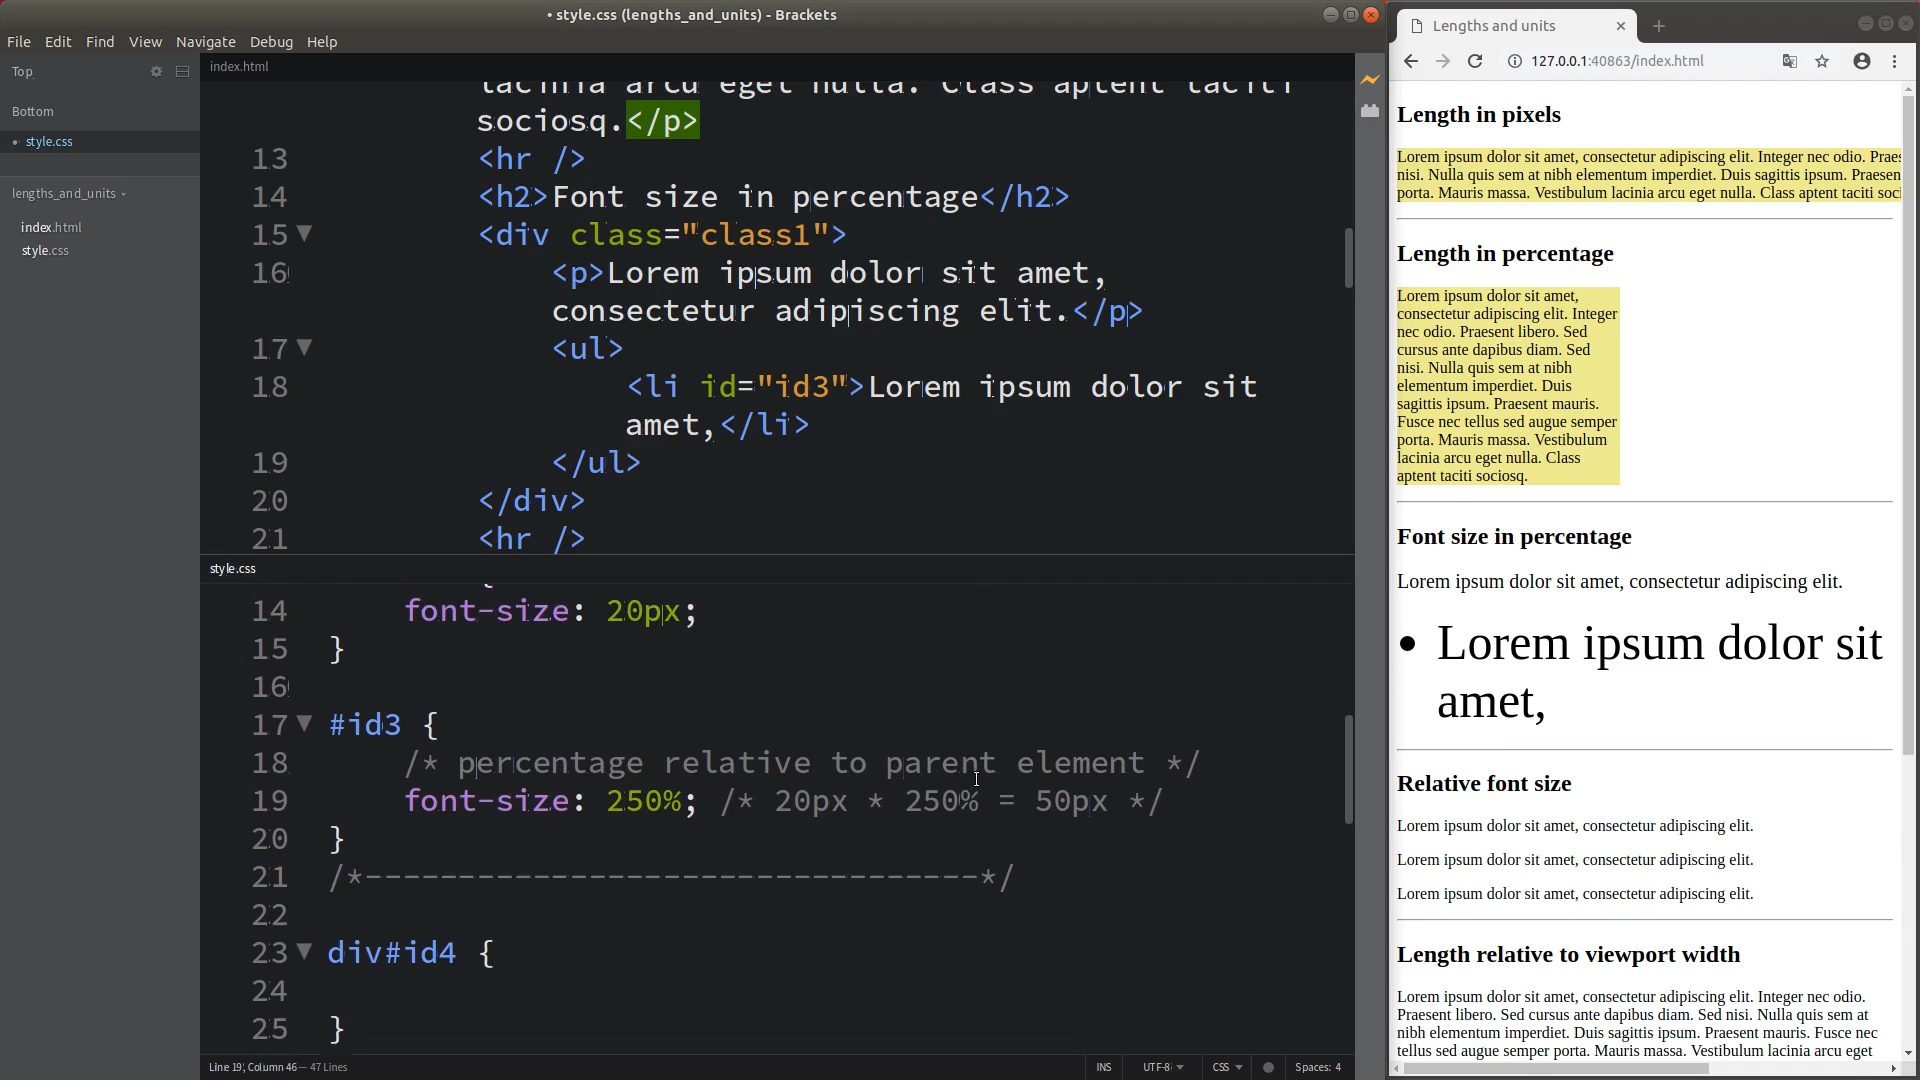 • style.css (lengths_and_units) - Brackets
File Edit Find View Navigate Debug Help
Top
Bottom
• style.css
lengths_and_units
index.html
style.css
index.html
lacinia arcu eget nulla. Class aptent taciti
sociosq.</p>
13 <hr />
14 <h2>Font size in percentage</h2>
15 <div class="class1">
16 <p>Lorem ipsum dolor sit amet,
consectetur adipiscing elit.</p>
17 <ul>
18 <li id="id3">Lorem ipsum dolor sit
amet,</li>
19 </ul>
20 </div>
21 <hr />
style.css
{
14 font-size: 20px;
15 }
16
17 #id3 {
18 /* percentage relative to parent element */
19 font-size: 250%; /* 20px * 250% = 50px */
20 }
21 /*---------------------------------*/
22
23 div#id4 {
24
25 }
Line 19, Column 46 — 47 Lines
INS UTF-8 CSS Spaces: 4
Lengths and units
127.0.0.1:40863/index.html
Length in pixels
Lorem ipsum dolor sit amet, consectetur adipiscing elit. Integer nec odio. Praes
nisi. Nulla quis sem at nibh elementum imperdiet. Duis sagittis ipsum. Praesen
porta. Mauris massa. Vestibulum lacinia arcu eget nulla. Class aptent taciti soci
Length in percentage
Lorem ipsum dolor sit amet,
consectetur adipiscing elit. Integer
nec odio. Praesent libero. Sed
cursus ante dapibus diam. Sed
nisi. Nulla quis sem at nibh
elementum imperdiet. Duis
sagittis ipsum. Praesent mauris.
Fusce nec tellus sed augue semper
porta. Mauris massa. Vestibulum
lacinia arcu eget nulla. Class
aptent taciti sociosq.
Font size in percentage
Lorem ipsum dolor sit amet, consectetur adipiscing elit.
• Lorem ipsum dolor sit
amet,
Relative font size
Lorem ipsum dolor sit amet, consectetur adipiscing elit.
Lorem ipsum dolor sit amet, consectetur adipiscing elit.
Lorem ipsum dolor sit amet, consectetur adipiscing elit.
Length relative to viewport width
Lorem ipsum dolor sit amet, consectetur adipiscing elit. Integer nec odio.
Praesent libero. Sed cursus ante dapibus diam. Sed nisi. Nulla quis sem at
nibh elementum imperdiet. Duis sagittis ipsum. Praesent mauris. Fusce nec
tellus sed augue semper porta. Mauris massa. Vestibulum lacinia arcu eget